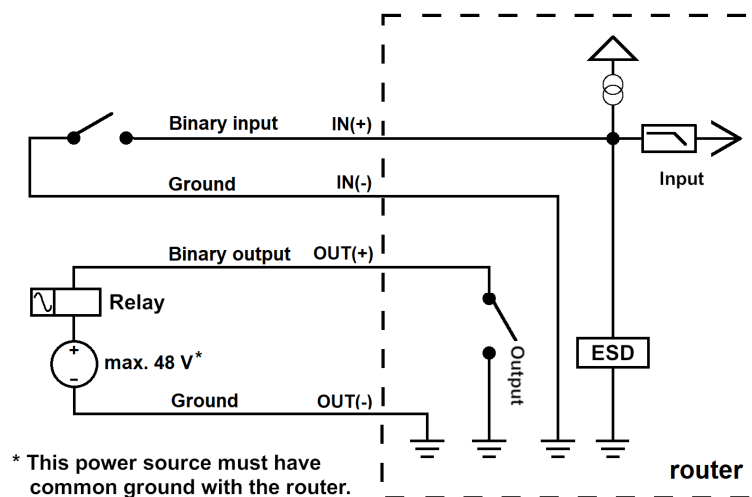 Binary input IN(+)
Input
Ground IN(-)
Binary output OUT(+)
Relay
Output
ESD
+
max. 48 V*
−
Ground OUT(-)
* This power source must have
common ground with the router.
router